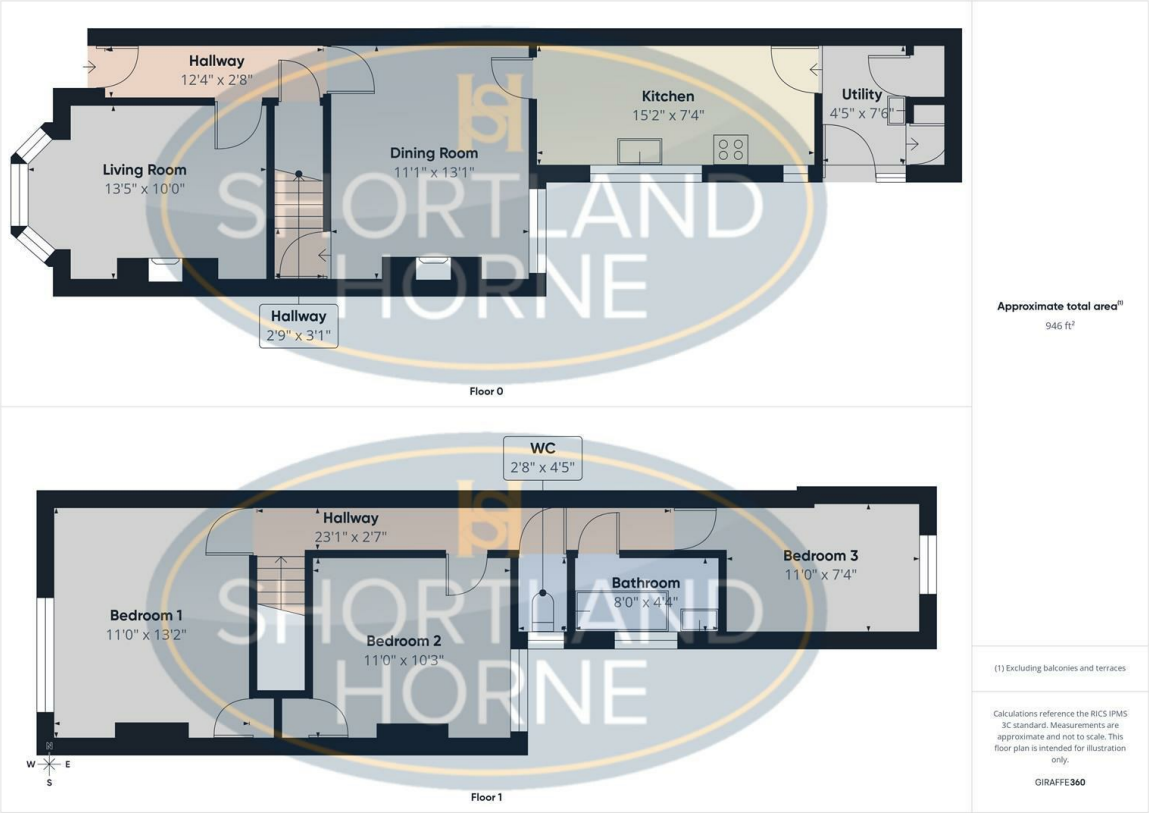 Hallway
12'4" x 2'8"
Living Room
13'5" x 10'0"
Dining Room
11'1" x 13'1"
Kitchen
15'2" x 7'4"
Utility
4'5" x 7'6"
Hallway
2'9" x 3'1"
SHORTLAND
HORNE
Floor 0
Approximate total area(1)
946 ft²
WC
2'8" x 4'5"
Hallway
23'1" x 2'7"
Bedroom 1
11'0" x 13'2"
Bedroom 2
11'0" x 10'3"
Bathroom
8'0" x 4'4"
Bedroom 3
11'0" x 7'4"
SHORTLAND
HORNE
N
W E
S
Floor 1
(1) Excluding balconies and terraces
Calculations reference the RICS IPMS
3C standard. Measurements are
approximate and not to scale. This
floor plan is intended for illustration
only.
GIRAFFE360